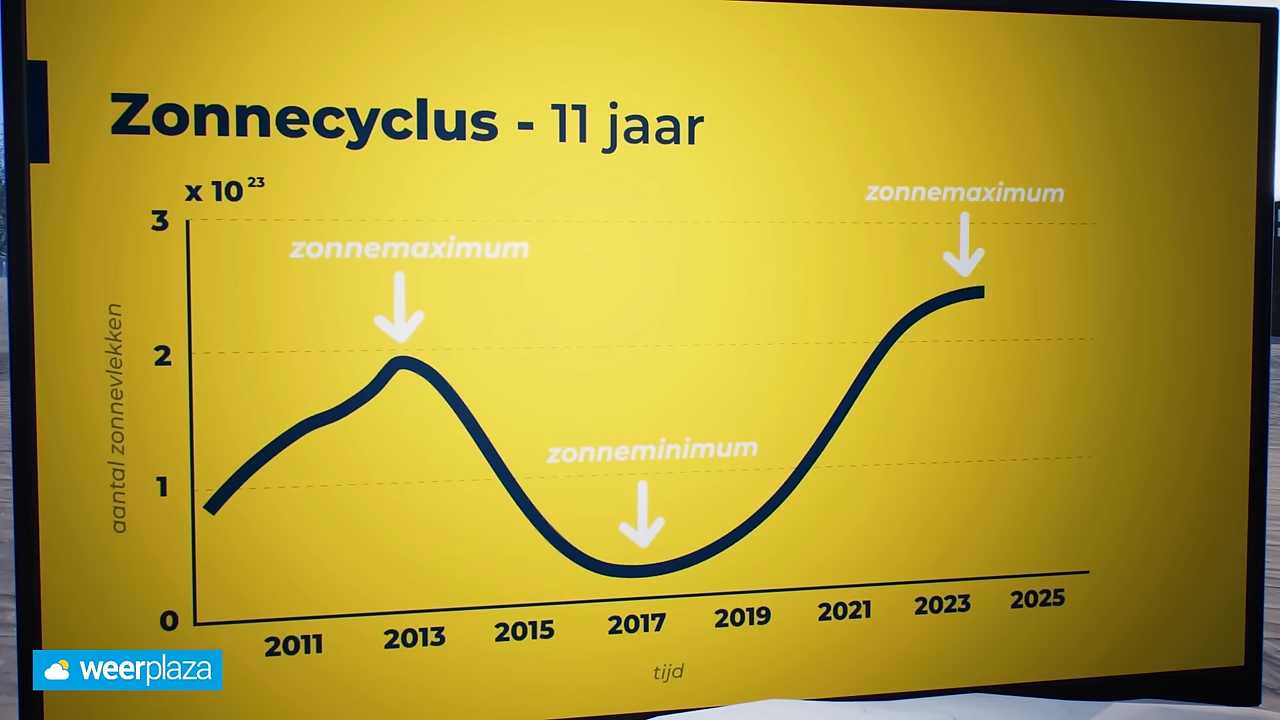 Zonnecyclus - 11 jaar
x 10 23
3
zonnemaximum
zonnemaximum
2
aantal zonnevlekken
zonneminimum
1
0
2011 2013 2015 2017 2019 2021 2023 2025
tijd
weerplaza